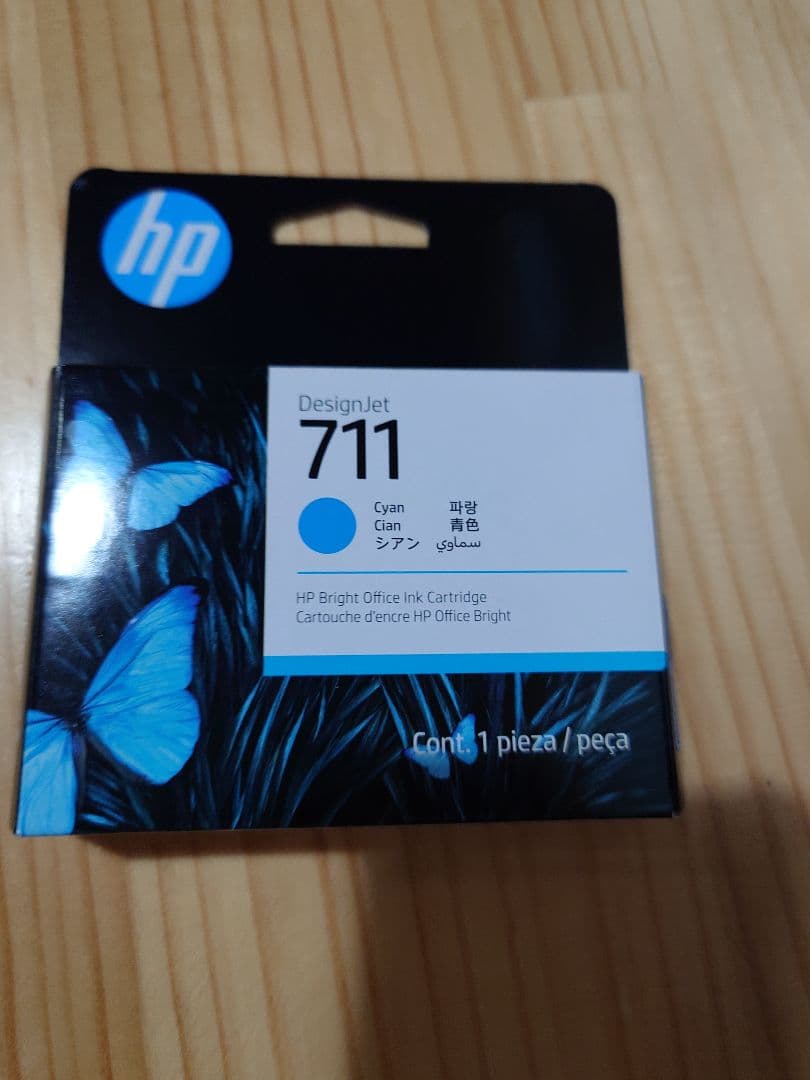 hp
DesignJet
711
Cyan 파랑
Cian 青色
シアン سماوي
HP Bright Office Ink Cartridge
Cartouche d'encre HP Office Bright
Cont. 1 pieza / peça